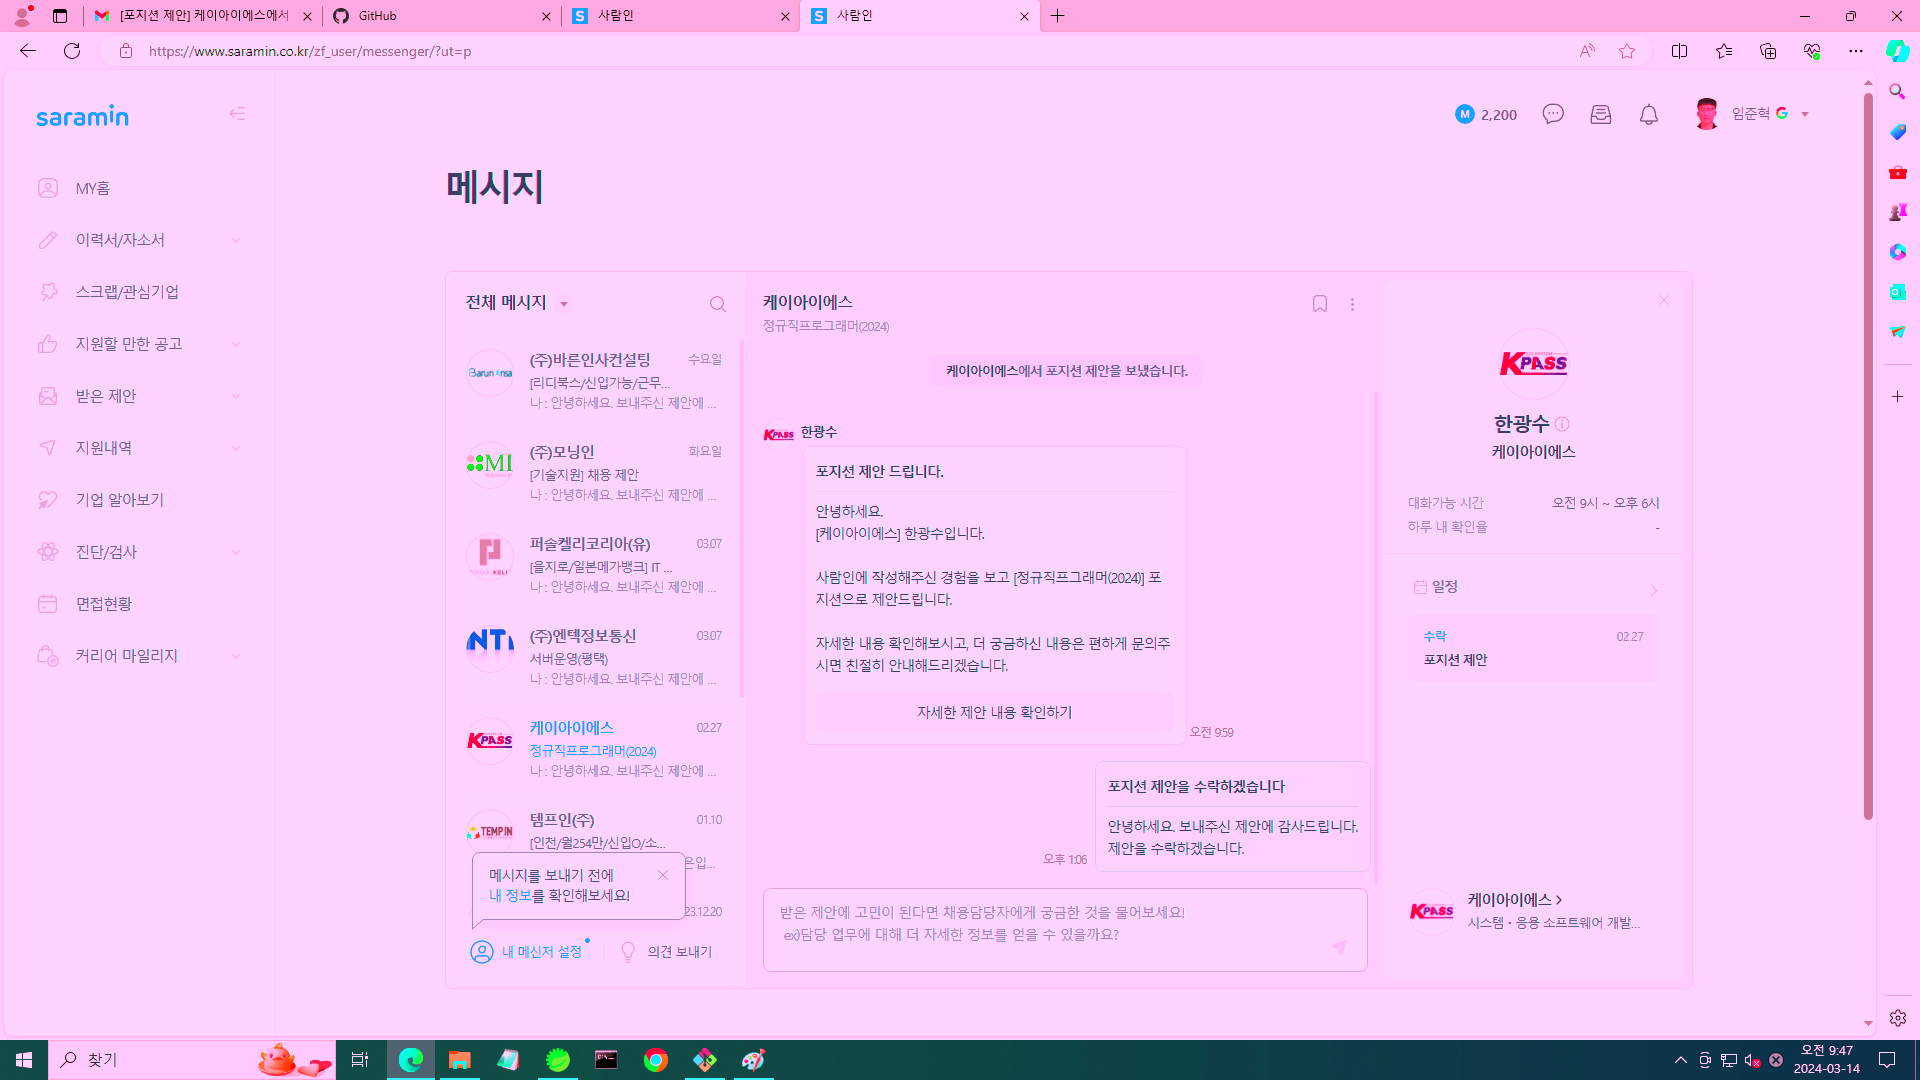 [포지션 제안] 케이아이에스에서
GitHub
사람인
사람인
https://www.saramin.co.kr/zf_user/messenger/?ut=p
saramin
M 2,200
임준혁
MY홈
이력서/자소서
스크랩/관심기업
지원할 만한 공고
받은 제안
지원내역
기업 알아보기
진단/검사
면접현황
커리어 마일리지
메시지
전체 메시지
(주)바른인사컨설팅 수요일
[리디북스/신입가능/근무...
나 : 안녕하세요. 보내주신 제안에 ...
(주)모닝인 화요일
MI
[기술지원] 채용 제안
나 : 안녕하세요. 보내주신 제안에 ...
퍼솔켈리코리아(유) 03.07
[을지로/일본메가뱅크] IT ...
나 : 안녕하세요. 보내주신 제안에 ...
(주)엔텍정보통신 03.07
서버운영(평택)
나 : 안녕하세요. 보내주신 제안에 ...
케이아이에스 02.27
KPASS
정규직프로그래머(2024)
나 : 안녕하세요. 보내주신 제안에 ...
템프인(주) 01.10
TEMPIN
[인천/월254만/신입O/소...
은입...
메시지를 보내기 전에
내 정보를 확인해보세요!
23.12.20
내 메신저 설정
의견 보내기
케이아이에스
정규직프로그래머(2024)
케이아이에스에서 포지션 제안을 보냈습니다.
KPASS 한광수
포지션 제안 드립니다.
안녕하세요.
[케이아이에스] 한광수입니다.
사람인에 작성해주신 경험을 보고 [정규직프그래머(2024)] 포
지션으로 제안드립니다.
자세한 내용 확인해보시고, 더 궁금하신 내용은 편하게 문의주
시면 친절히 안내해드리겠습니다.
자세한 제안 내용 확인하기
오전 9:59
포지션 제안을 수락하겠습니다
안녕하세요. 보내주신 제안에 감사드립니다.
제안을 수락하겠습니다.
오후 1:06
받은 제안에 고민이 된다면 채용담당자에게 궁금한 것을 물어보세요!
ex)담당 업무에 대해 더 자세한 정보를 얻을 수 있을까요?
KPASS
한광수
케이아이에스
대화가능 시간 오전 9시 ~ 오후 6시
하루 내 확인율 -
일정
수락 02.27
포지션 제안
KPASS
케이아이에스
시스템・응용 소프트웨어 개발...
찾기
오전 9:47
2024-03-14